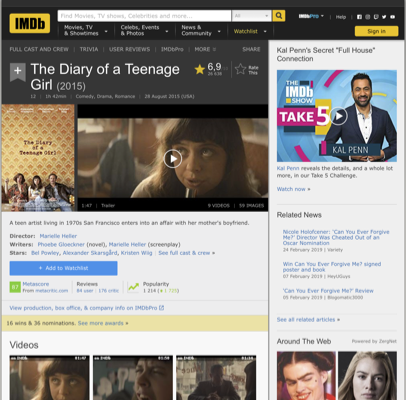 IMDb
Find Movies, TV shows, Celebrities and more...
All
IMDbPro
Help
Movies, TV & Showtimes
Celebs, Events & Photos
News & Community
Watchlist
Sign in
FULL CAST AND CREW | TRIVIA | USER REVIEWS | IMDbPro | MORE
SHARE
The Diary of a Teenage Girl (2015)
6,9
Rate This
12 | 1h 42min | Comedy, Drama, Romance | 28 August 2015 (USA)
The Diary of a Teenage Girl
1:47 | Trailer
9 VIDEOS | 59 IMAGES
A teen artist living in 1970s San Francisco enters into an affair with her mother's boyfriend.
Director: Marielle Heller
Writers: Phoebe Gloeckner (novel), Marielle Heller (screenplay)
Stars: Bel Powley, Alexander Skarsgård, Kristen Wiig | See full cast & crew »
+ Add to Watchlist
87
Metascore
From metacritic.com
Reviews
84 user | 176 critic
Popularity
View production, box office, & company info on IMDbPro
16 wins & 36 nominations. See more awards »
Videos
Kal Penn's Secret "Full House" Connection
THE IMDb SHOW
TAKE 5
KAL PENN
Kal Penn reveals the details, and a whole lot more, in our Take 5 Challenge.
Watch now »
Related News
Nicole Holofcener: 'Can You Ever Forgive Me?' Director Was Cheated Out of an Oscar Nomination
24 February 2019 | Variety
Win Can You Ever Forgive Me? signed poster and book
07 February 2019 | HeyUGuys
'Can You Ever Forgive Me?' Review
03 February 2019 | Blogomatic3000
See all related articles »
Around The Web
Powered by ZergNet